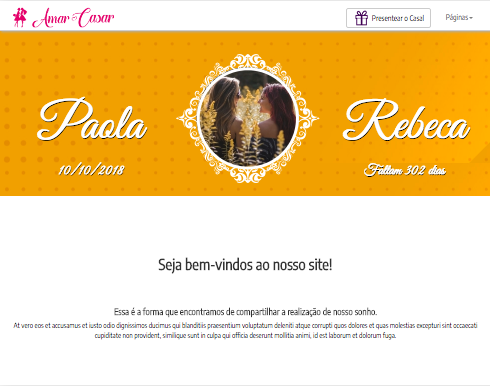 Amar & Casar
Presentear o Casal
Páginas
Paola
Rebeca
10/10/2018
Faltam 302 dias
Seja bem-vindos ao nosso site!
Essa é a forma que encontramos de compartilhar a realização de nosso sonho.
At vero eos et accusamus et iusto odio dignissimos ducimus qui blanditiis praesentium voluptatum deleniti atque corrupti quos dolores et quas molestias excepturi sint occaecati
cupiditate non provident, similique sunt in culpa qui officia deserunt mollitia animi, id est laborum et dolorum fuga.